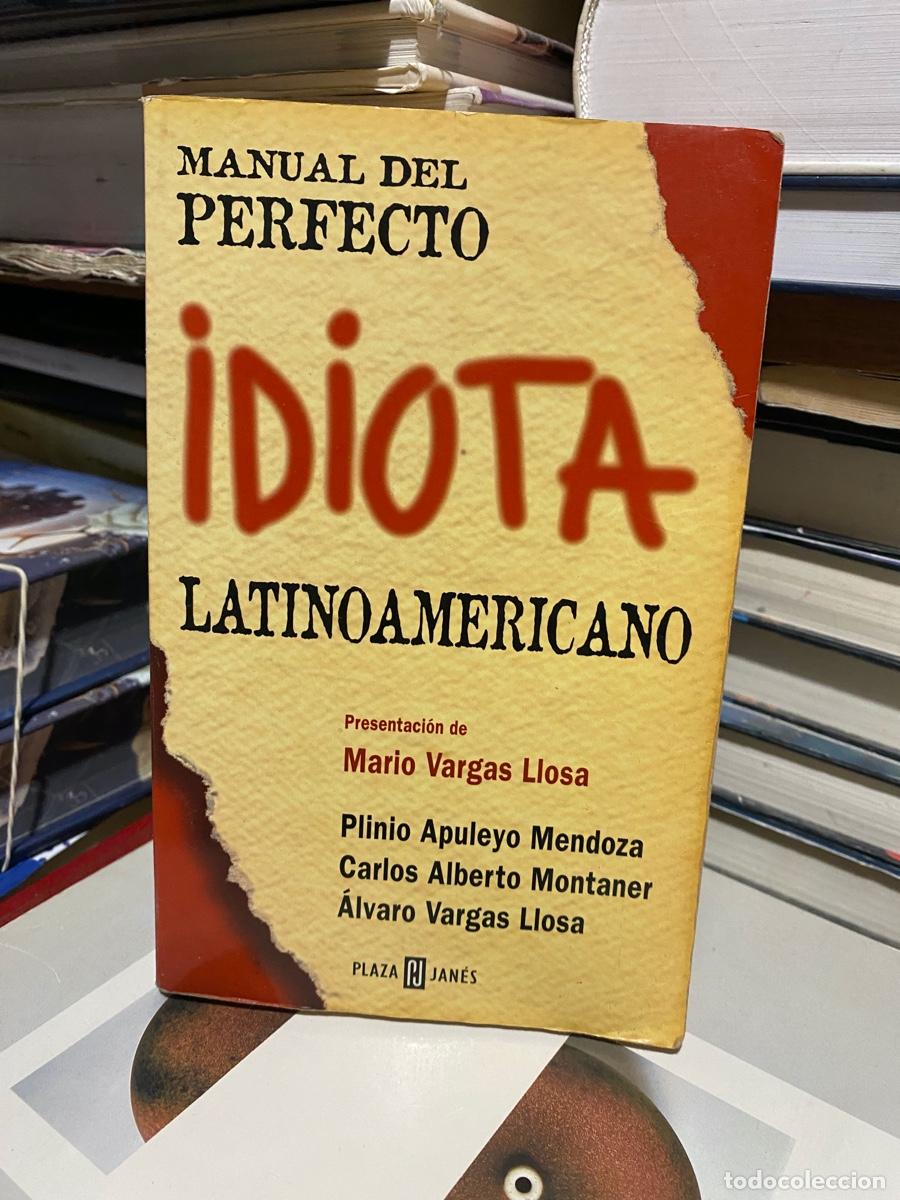 MANUAL DEL
PERFECTO
iDiOTA
LATINOAMERICANO
Presentación de
Mario Vargas Llosa
Plinio Apuleyo Mendoza
Carlos Alberto Montaner
Álvaro Vargas Llosa
PLAZA PJ JANÉS
todocoleccion